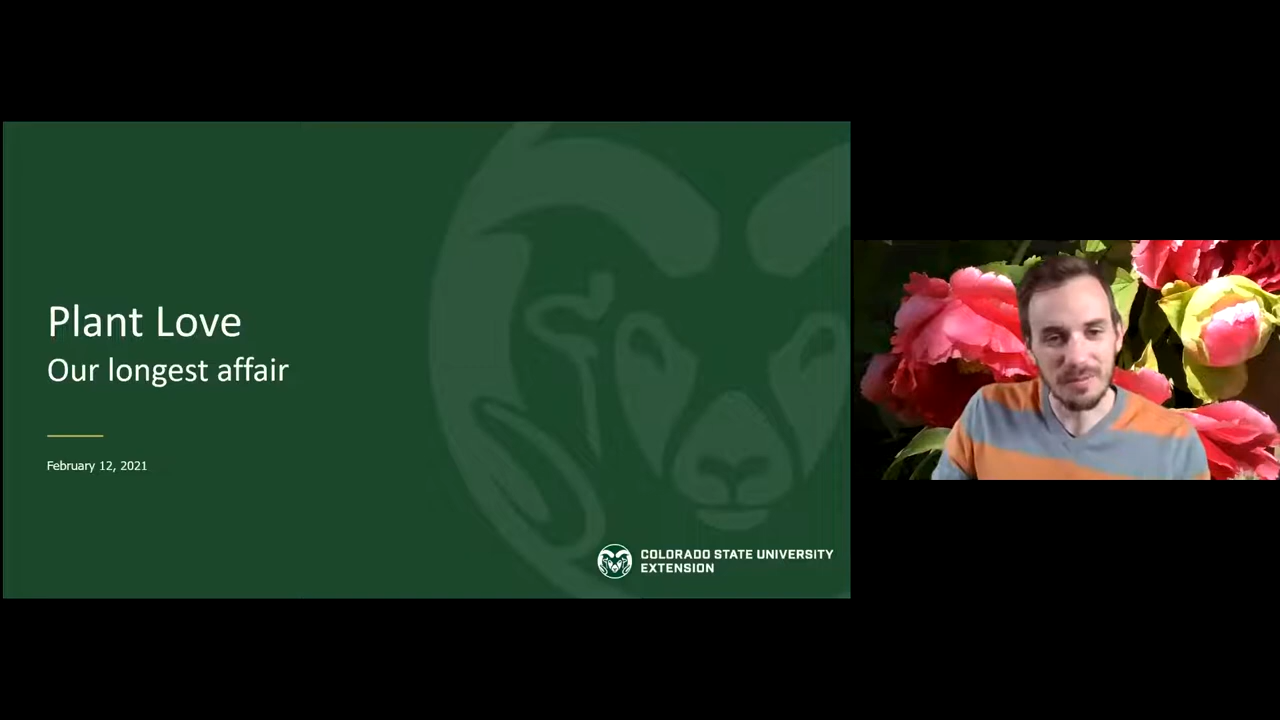 Plant Love
Our longest affair
February 12, 2021
COLORADO STATE UNIVERSITY
EXTENSION